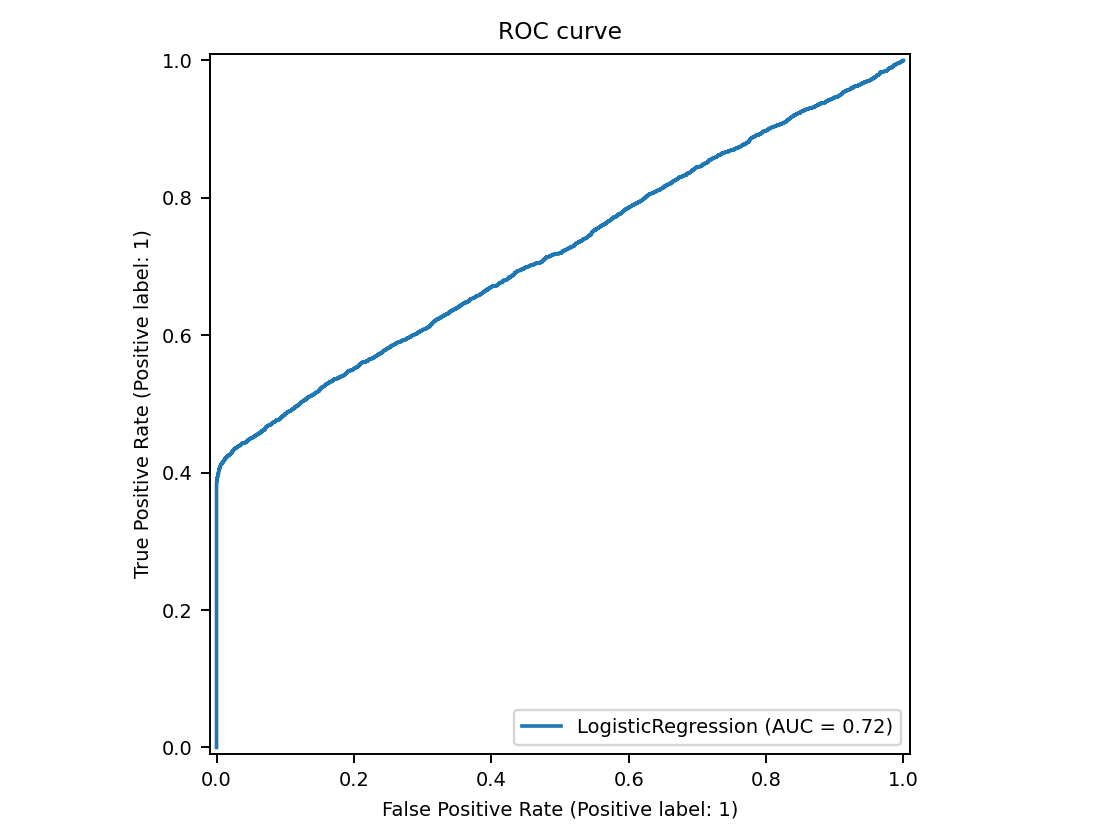 ROC curve
1.0
0.8
0.6
0.4
0.2
0.0
True Positive Rate (Positive label: 1)
LogisticRegression (AUC = 0.72)
0.0 0.2 0.4 0.6 0.8 1.0
False Positive Rate (Positive label: 1)